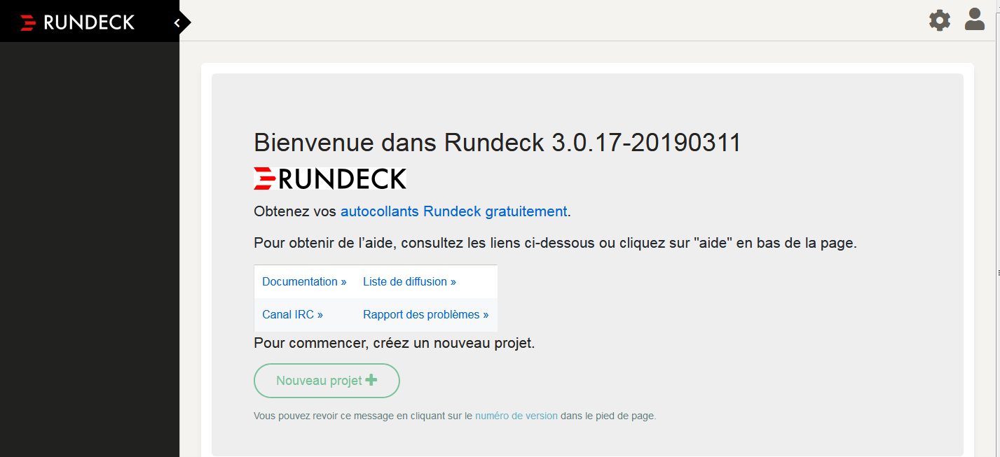 RUNDECK
Bienvenue dans Rundeck 3.0.17-20190311
RUNDECK
Obtenez vos autocollants Rundeck gratuitement.
Pour obtenir de l’aide, consultez les liens ci-dessous ou cliquez sur "aide" en bas de la page.
Documentation » Liste de diffusion »
Canal IRC » Rapport des problèmes »
Pour commencer, créez un nouveau projet.
Nouveau projet
Vous pouvez revoir ce message en cliquant sur le numéro de version dans le pied de page.